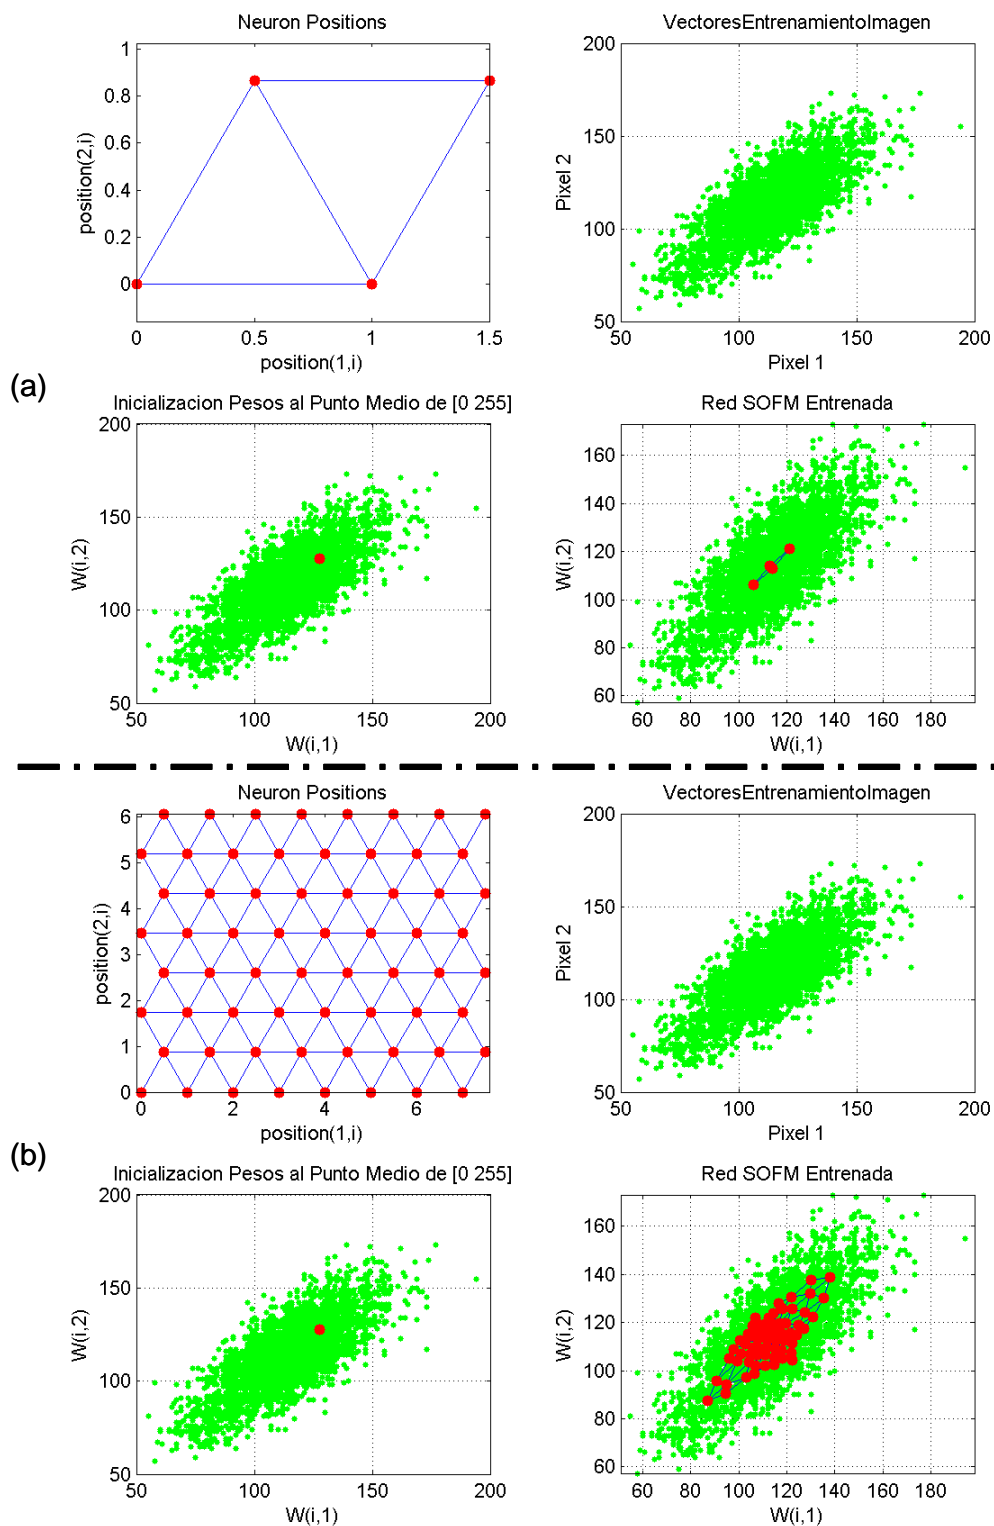 Neuron Positions
1
0.8
0.6
0.4
0.2
0
position(2,i)
0 0.5 1 1.5
position(1,i)
VectoresEntrenamientoImagen
200
150
100
50
Pixel 2
50 100 150 200
Pixel 1
(a)
Inicializacion Pesos al Punto Medio de [0 255]
200
150
100
50
W(i,2)
50 100 150 200
W(i,1)
Red SOFM Entrenada
160
140
120
100
80
60
W(i,2)
60 80 100 120 140 160 180
W(i,1)
Neuron Positions
6
5
4
3
2
1
0
position(2,i)
0 2 4 6
position(1,i)
VectoresEntrenamientoImagen
200
150
100
50
Pixel 2
50 100 150 200
Pixel 1
(b)
Inicializacion Pesos al Punto Medio de [0 255]
200
150
100
50
W(i,2)
50 100 150 200
W(i,1)
Red SOFM Entrenada
160
140
120
100
80
60
W(i,2)
60 80 100 120 140 160 180
W(i,1)